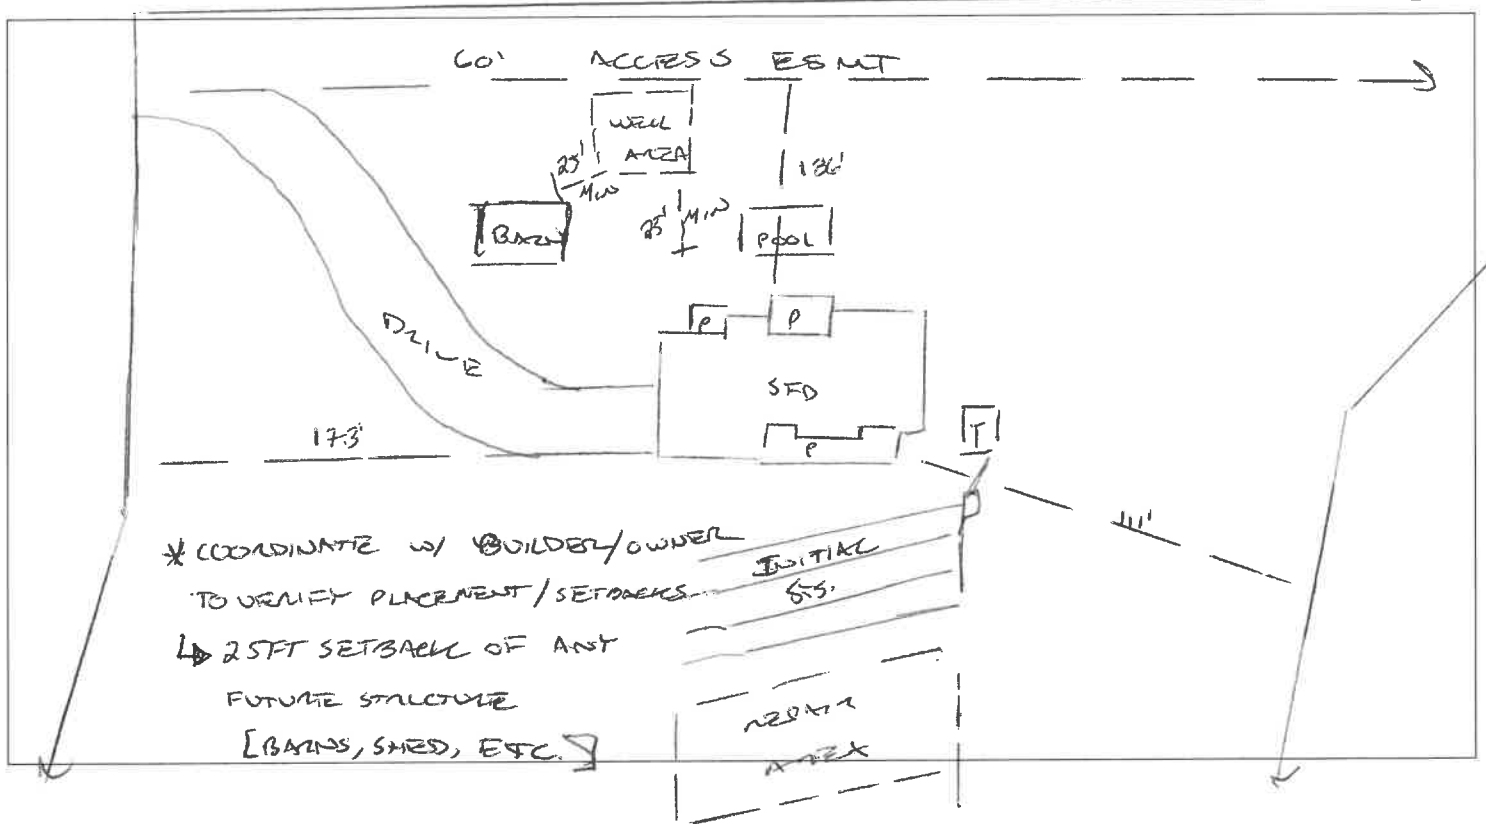 60' ACCESS ESMT
WELL
AREA
25'
MIN
136'
25' MIN
BARN
POOL
P
P
DRIVE
SFD
P
T
173'
111'
* COORDINATE W/ BUILDER/OWNER
TO VERIFY PLACEMENT/SETBACKS
↳ 25FT SETBACK OF ANY
FUTURE STRUCTURE
[BARNS, SHED, ETC.]
INITIAL
SYS.
REPAIR
AREA